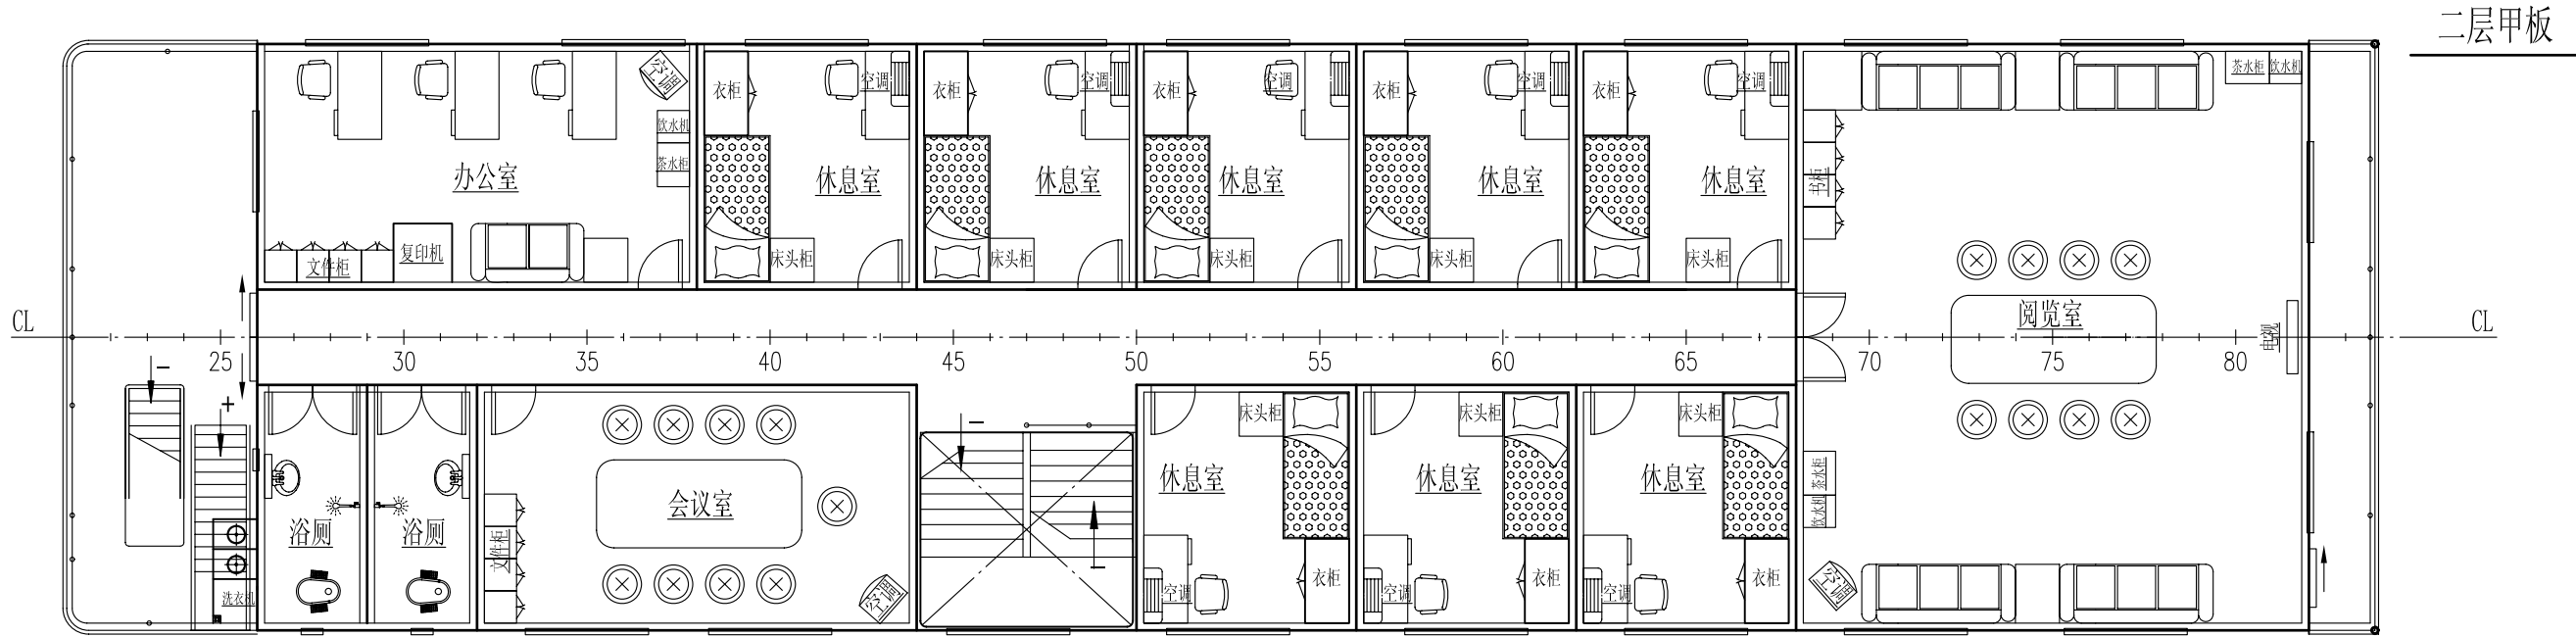 二层甲板
空调
衣柜
空调
衣柜
空调
衣柜
空调
衣柜
空调
衣柜
空调
茶水柜
饮水机
饮水机
茶水柜
办公室
休息室
休息室
休息室
休息室
休息室
书柜
文件柜
复印机
床头柜
床头柜
床头柜
床头柜
床头柜
阅览室
电视
CL
CL
25
30
35
40
45
50
55
60
65
70
75
80
−
+
−
床头柜
床头柜
床头柜
休息室
休息室
休息室
茶水柜
饮水机
会议室
浴厕
浴厕
文件柜
洗衣机
空调
空调
衣柜
空调
衣柜
空调
衣柜
空调